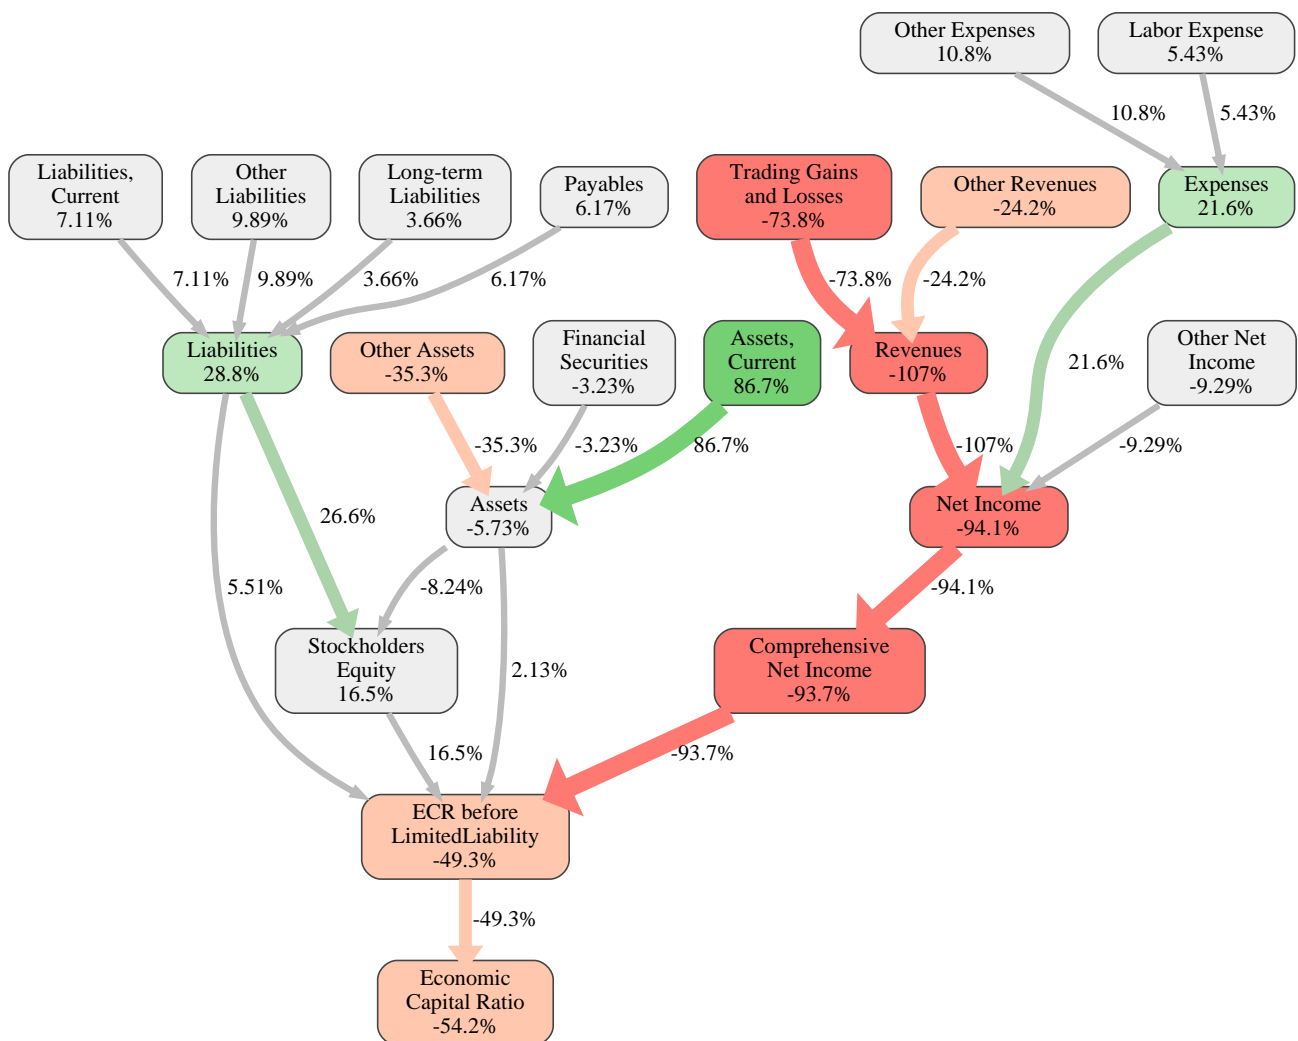 Other Expenses
10.8%
Labor Expense
5.43%
10.8%
5.43%
Liabilities,
Current
7.11%
Other
Liabilities
9.89%
Long-term
Liabilities
3.66%
Payables
6.17%
Trading Gains
and Losses
-73.8%
Other Revenues
-24.2%
Expenses
21.6%
7.11%
9.89%
3.66%
6.17%
-73.8%
-24.2%
Liabilities
28.8%
Other Assets
-35.3%
Financial
Securities
-3.23%
Assets,
Current
86.7%
Revenues
-107%
21.6%
Other Net
Income
-9.29%
-35.3%
-3.23%
86.7%
-107%
-9.29%
26.6%
Assets
-5.73%
Net Income
-94.1%
5.51%
-8.24%
-94.1%
Stockholders
Equity
16.5%
2.13%
Comprehensive
Net Income
-93.7%
16.5%
-93.7%
ECR before
LimitedLiability
-49.3%
-49.3%
Economic
Capital Ratio
-54.2%